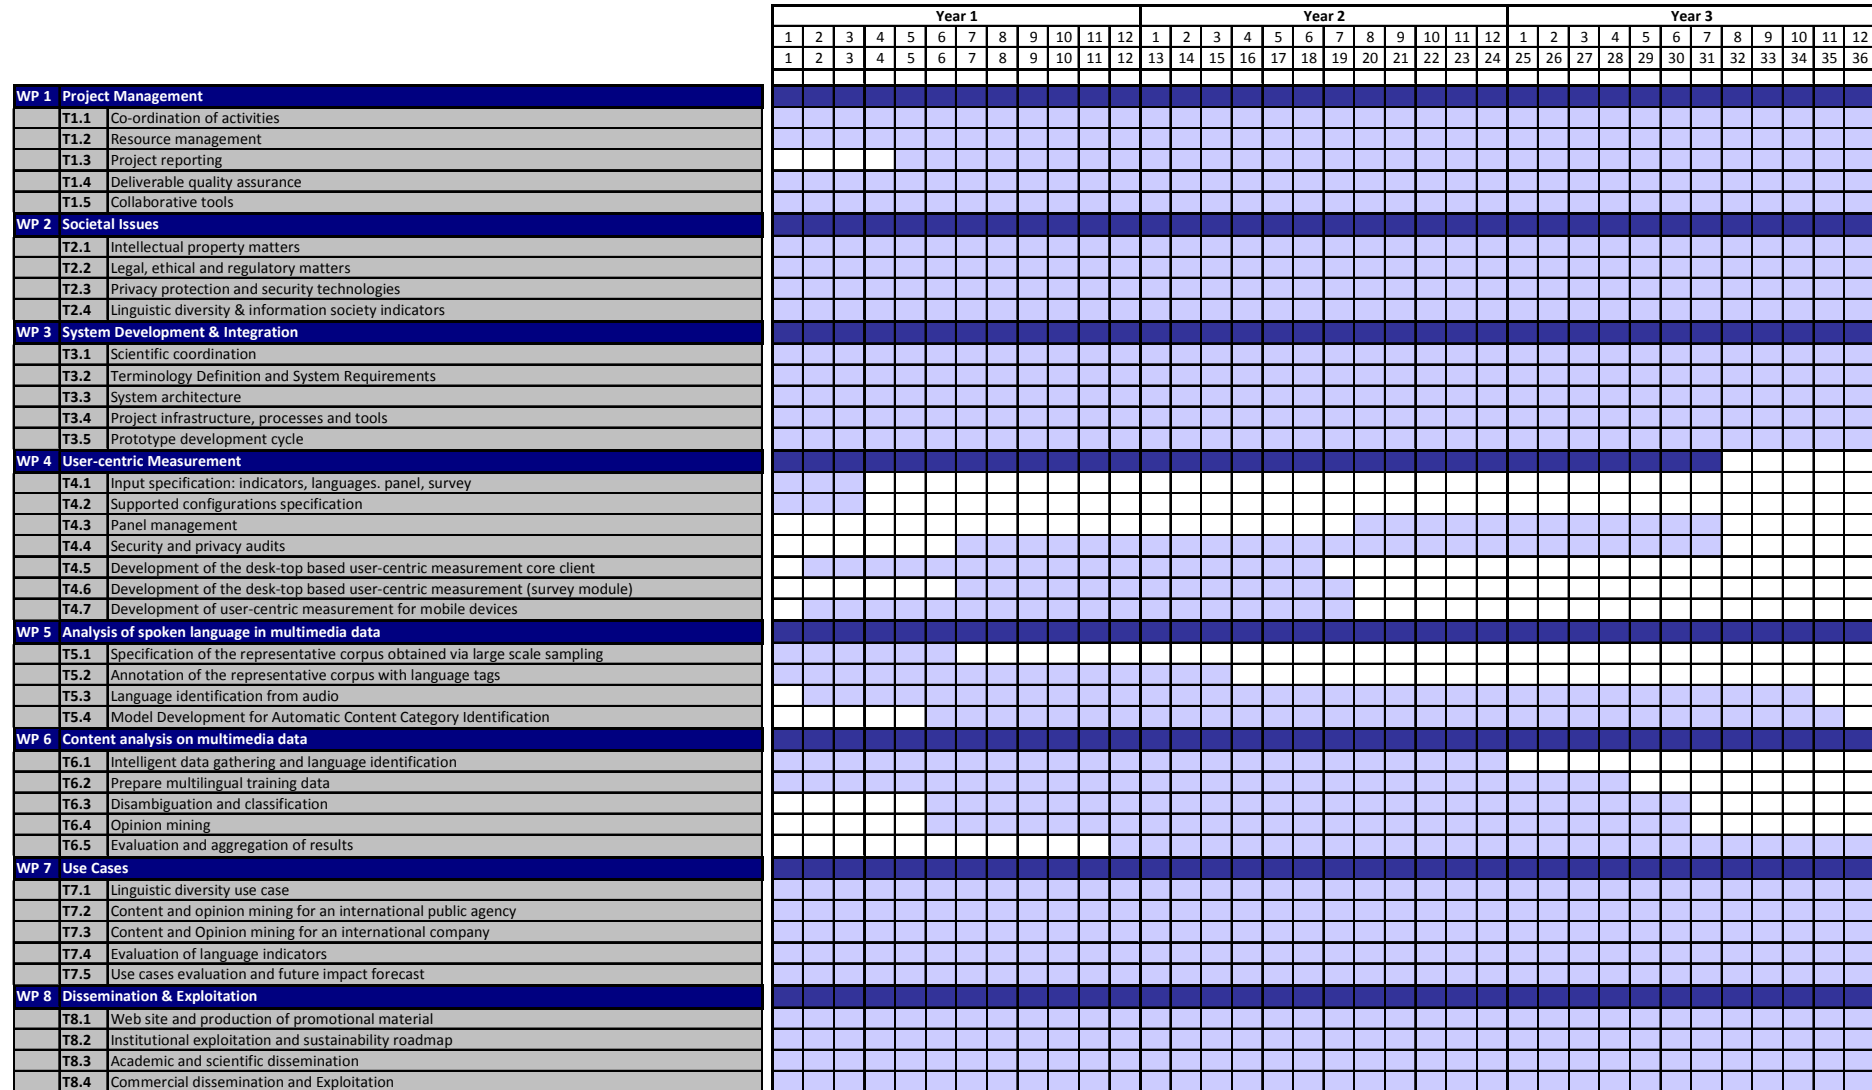 Year 1 Year 2 Year 3
1 2 3 4 5 6 7 8 9 10 11 12 1 2 3 4 5 6 7 8 9 10 11 12 1 2 3 4 5 6 7 8 9 10 11 12
1 2 3 4 5 6 7 8 9 10 11 12 13 14 15 16 17 18 19 20 21 22 23 24 25 26 27 28 29 30 31 32 33 34 35 36
WP 1 Project Management
T1.1 Co-ordination of activities
T1.2 Resource management
T1.3 Project reporting
T1.4 Deliverable quality assurance
T1.5 Collaborative tools
WP 2 Societal Issues
T2.1 Intellectual property matters
T2.2 Legal, ethical and regulatory matters
T2.3 Privacy protection and security technologies
T2.4 Linguistic diversity & information society indicators
WP 3 System Development & Integration
T3.1 Scientific coordination
T3.2 Terminology Definition and System Requirements
T3.3 System architecture
T3.4 Project infrastructure, processes and tools
T3.5 Prototype development cycle
WP 4 User-centric Measurement
T4.1 Input specification: indicators, languages. panel, survey
T4.2 Supported configurations specification
T4.3 Panel management
T4.4 Security and privacy audits
T4.5 Development of the desk-top based user-centric measurement core client
T4.6 Development of the desk-top based user-centric measurement (survey module)
T4.7 Development of user-centric measurement for mobile devices
WP 5 Analysis of spoken language in multimedia data
T5.1 Specification of the representative corpus obtained via large scale sampling
T5.2 Annotation of the representative corpus with language tags
T5.3 Language identification from audio
T5.4 Model Development for Automatic Content Category Identification
WP 6 Content analysis on multimedia data
T6.1 Intelligent data gathering and language identification
T6.2 Prepare multilingual training data
T6.3 Disambiguation and classification
T6.4 Opinion mining
T6.5 Evaluation and aggregation of results
WP 7 Use Cases
T7.1 Linguistic diversity use case
T7.2 Content and opinion mining for an international public agency
T7.3 Content and Opinion mining for an international company
T7.4 Evaluation of language indicators
T7.5 Use cases evaluation and future impact forecast
WP 8 Dissemination & Exploitation
T8.1 Web site and production of promotional material
T8.2 Institutional exploitation and sustainability roadmap
T8.3 Academic and scientific dissemination
T8.4 Commercial dissemination and Exploitation